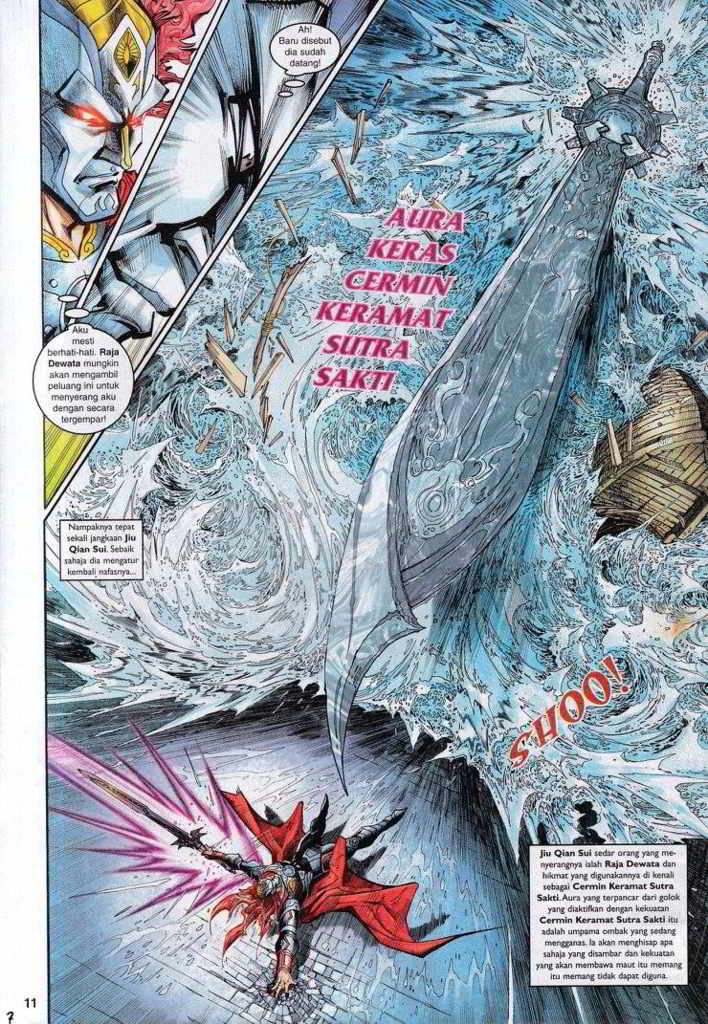 Ah!
Baru disebut
dia sudah
datang!
Aku
mesti
berhati-hati. Raja
Dewata mungkin
akan mengambil
peluang ini untuk
menyerang aku
dengan secara
tergempar!
AURA
KERAS
CERMIN
KERAMAT
SUTRA
SAKTI
Nampaknya tepat
sekali jangkaan Jiu
Qian Sui. Sebaik
sahaja dia mengatur
kembali nafasnya...
SHOO!
Jiu Qian Sui sedar orang yang me-
nyerangnya ialah Raja Dewata dan
hikmat yang digunakannya di kenali
sebagai Cermin Keramat Sutra
Sakti. Aura yang terpancar dari golok
yang diaktifkan dengan kekuatan
Cermin Keramat Sutra Sakti itu
adalah umpama ombak yang sedang
mengganas. Ia akan menghisap apa
sahaja yang disambar dan kekuatan
yang akan membawa maut itu memang
itu memang tidak dapat diguna.
11
?